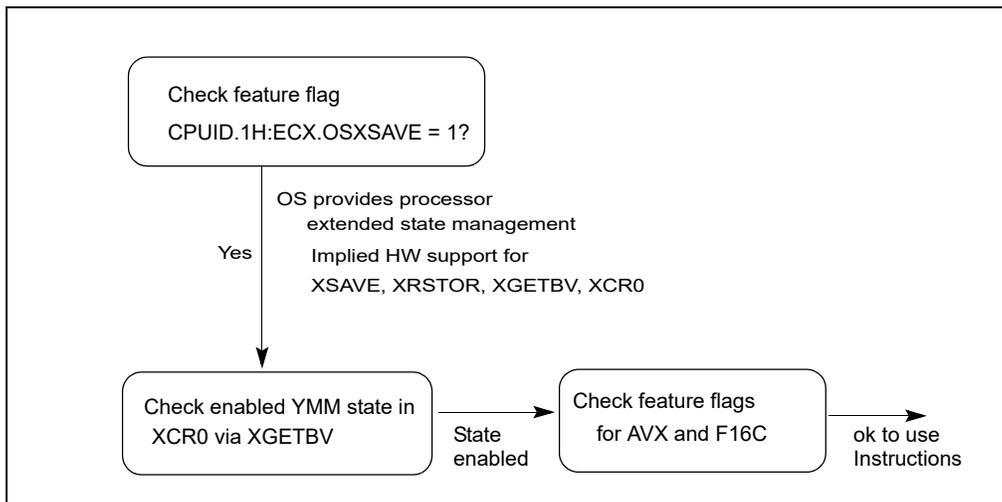 Check feature flag
CPUID.1H:ECX.OSXSAVE = 1?
OS provides processor
extended state management
Yes
Implied HW support for
XSAVE, XRSTOR, XGETBV, XCR0
Check enabled YMM state in
XCR0 via XGETBV
State
enabled
Check feature flags
for AVX and F16C
ok to use
Instructions